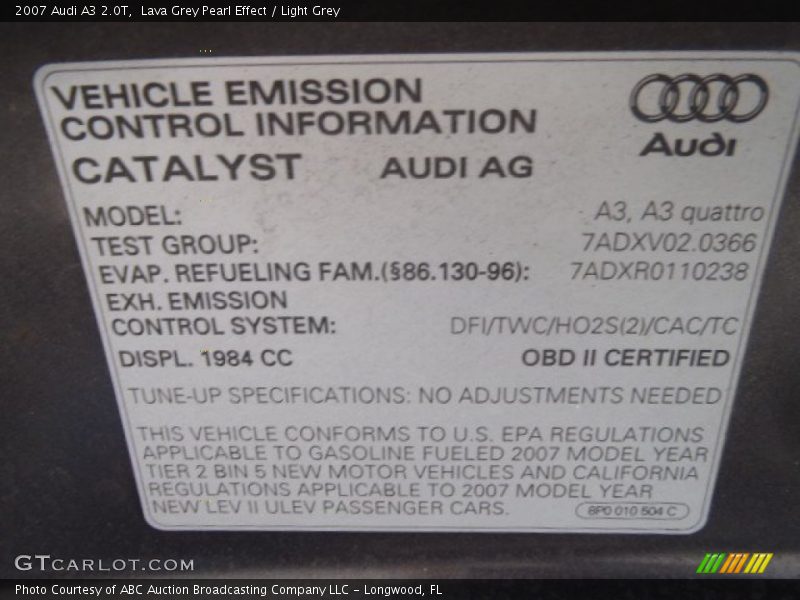 2007 Audi A3 2.0T, Lava Grey Pearl Effect / Light Grey
VEHICLE EMISSION
CONTROL INFORMATION
CATALYST AUDI AG
Audi
MODEL: A3, A3 quattro
TEST GROUP: 7ADXV02.0366
EVAP. REFUELING FAM.(§86.130-96): 7ADXR0110238
EXH. EMISSION
CONTROL SYSTEM: DFI/TWC/HO2S(2)/CAC/TC
DISPL. 1984 CC OBD II CERTIFIED
TUNE-UP SPECIFICATIONS: NO ADJUSTMENTS NEEDED
THIS VEHICLE CONFORMS TO U.S. EPA REGULATIONS
APPLICABLE TO GASOLINE FUELED 2007 MODEL YEAR
TIER 2 BIN 5 NEW MOTOR VEHICLES AND CALIFORNIA
REGULATIONS APPLICABLE TO 2007 MODEL YEAR
NEW LEV II ULEV PASSENGER CARS.
8P0 010 504 C
GTCARLOT.COM
Photo Courtesy of ABC Auction Broadcasting Company LLC - Longwood, FL